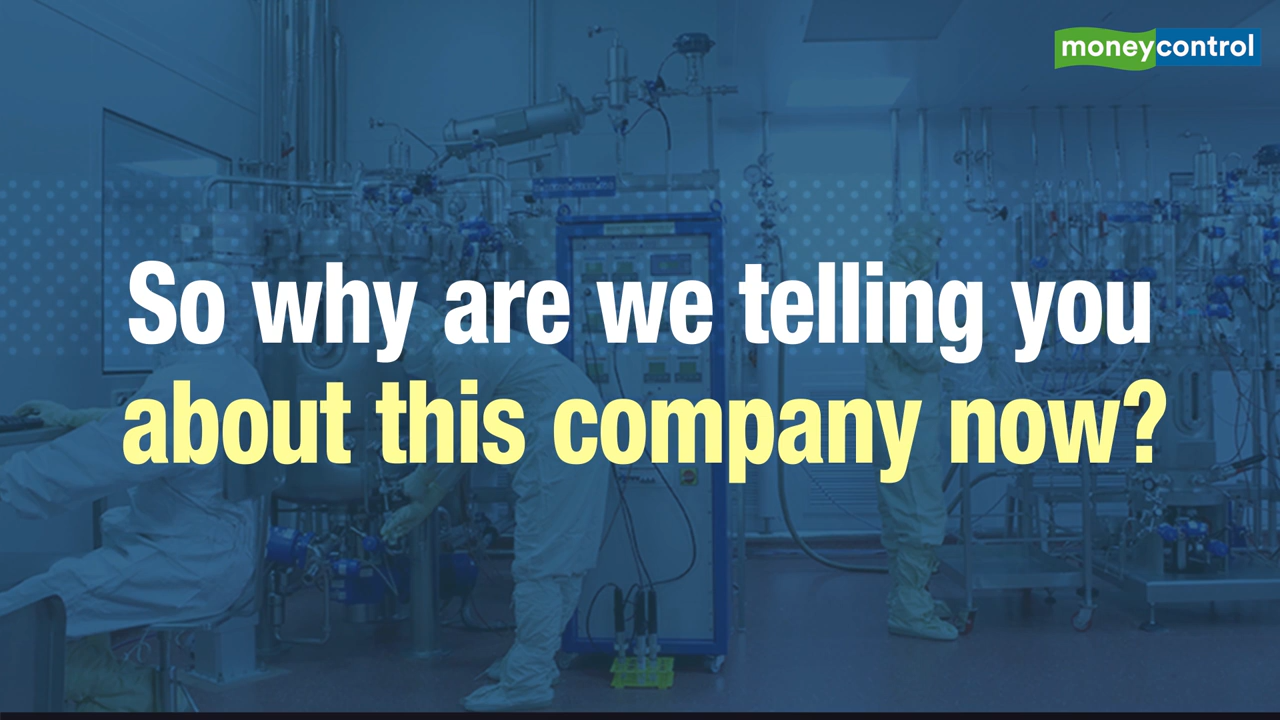 moneycontrol
So why are we telling you
about this company now?